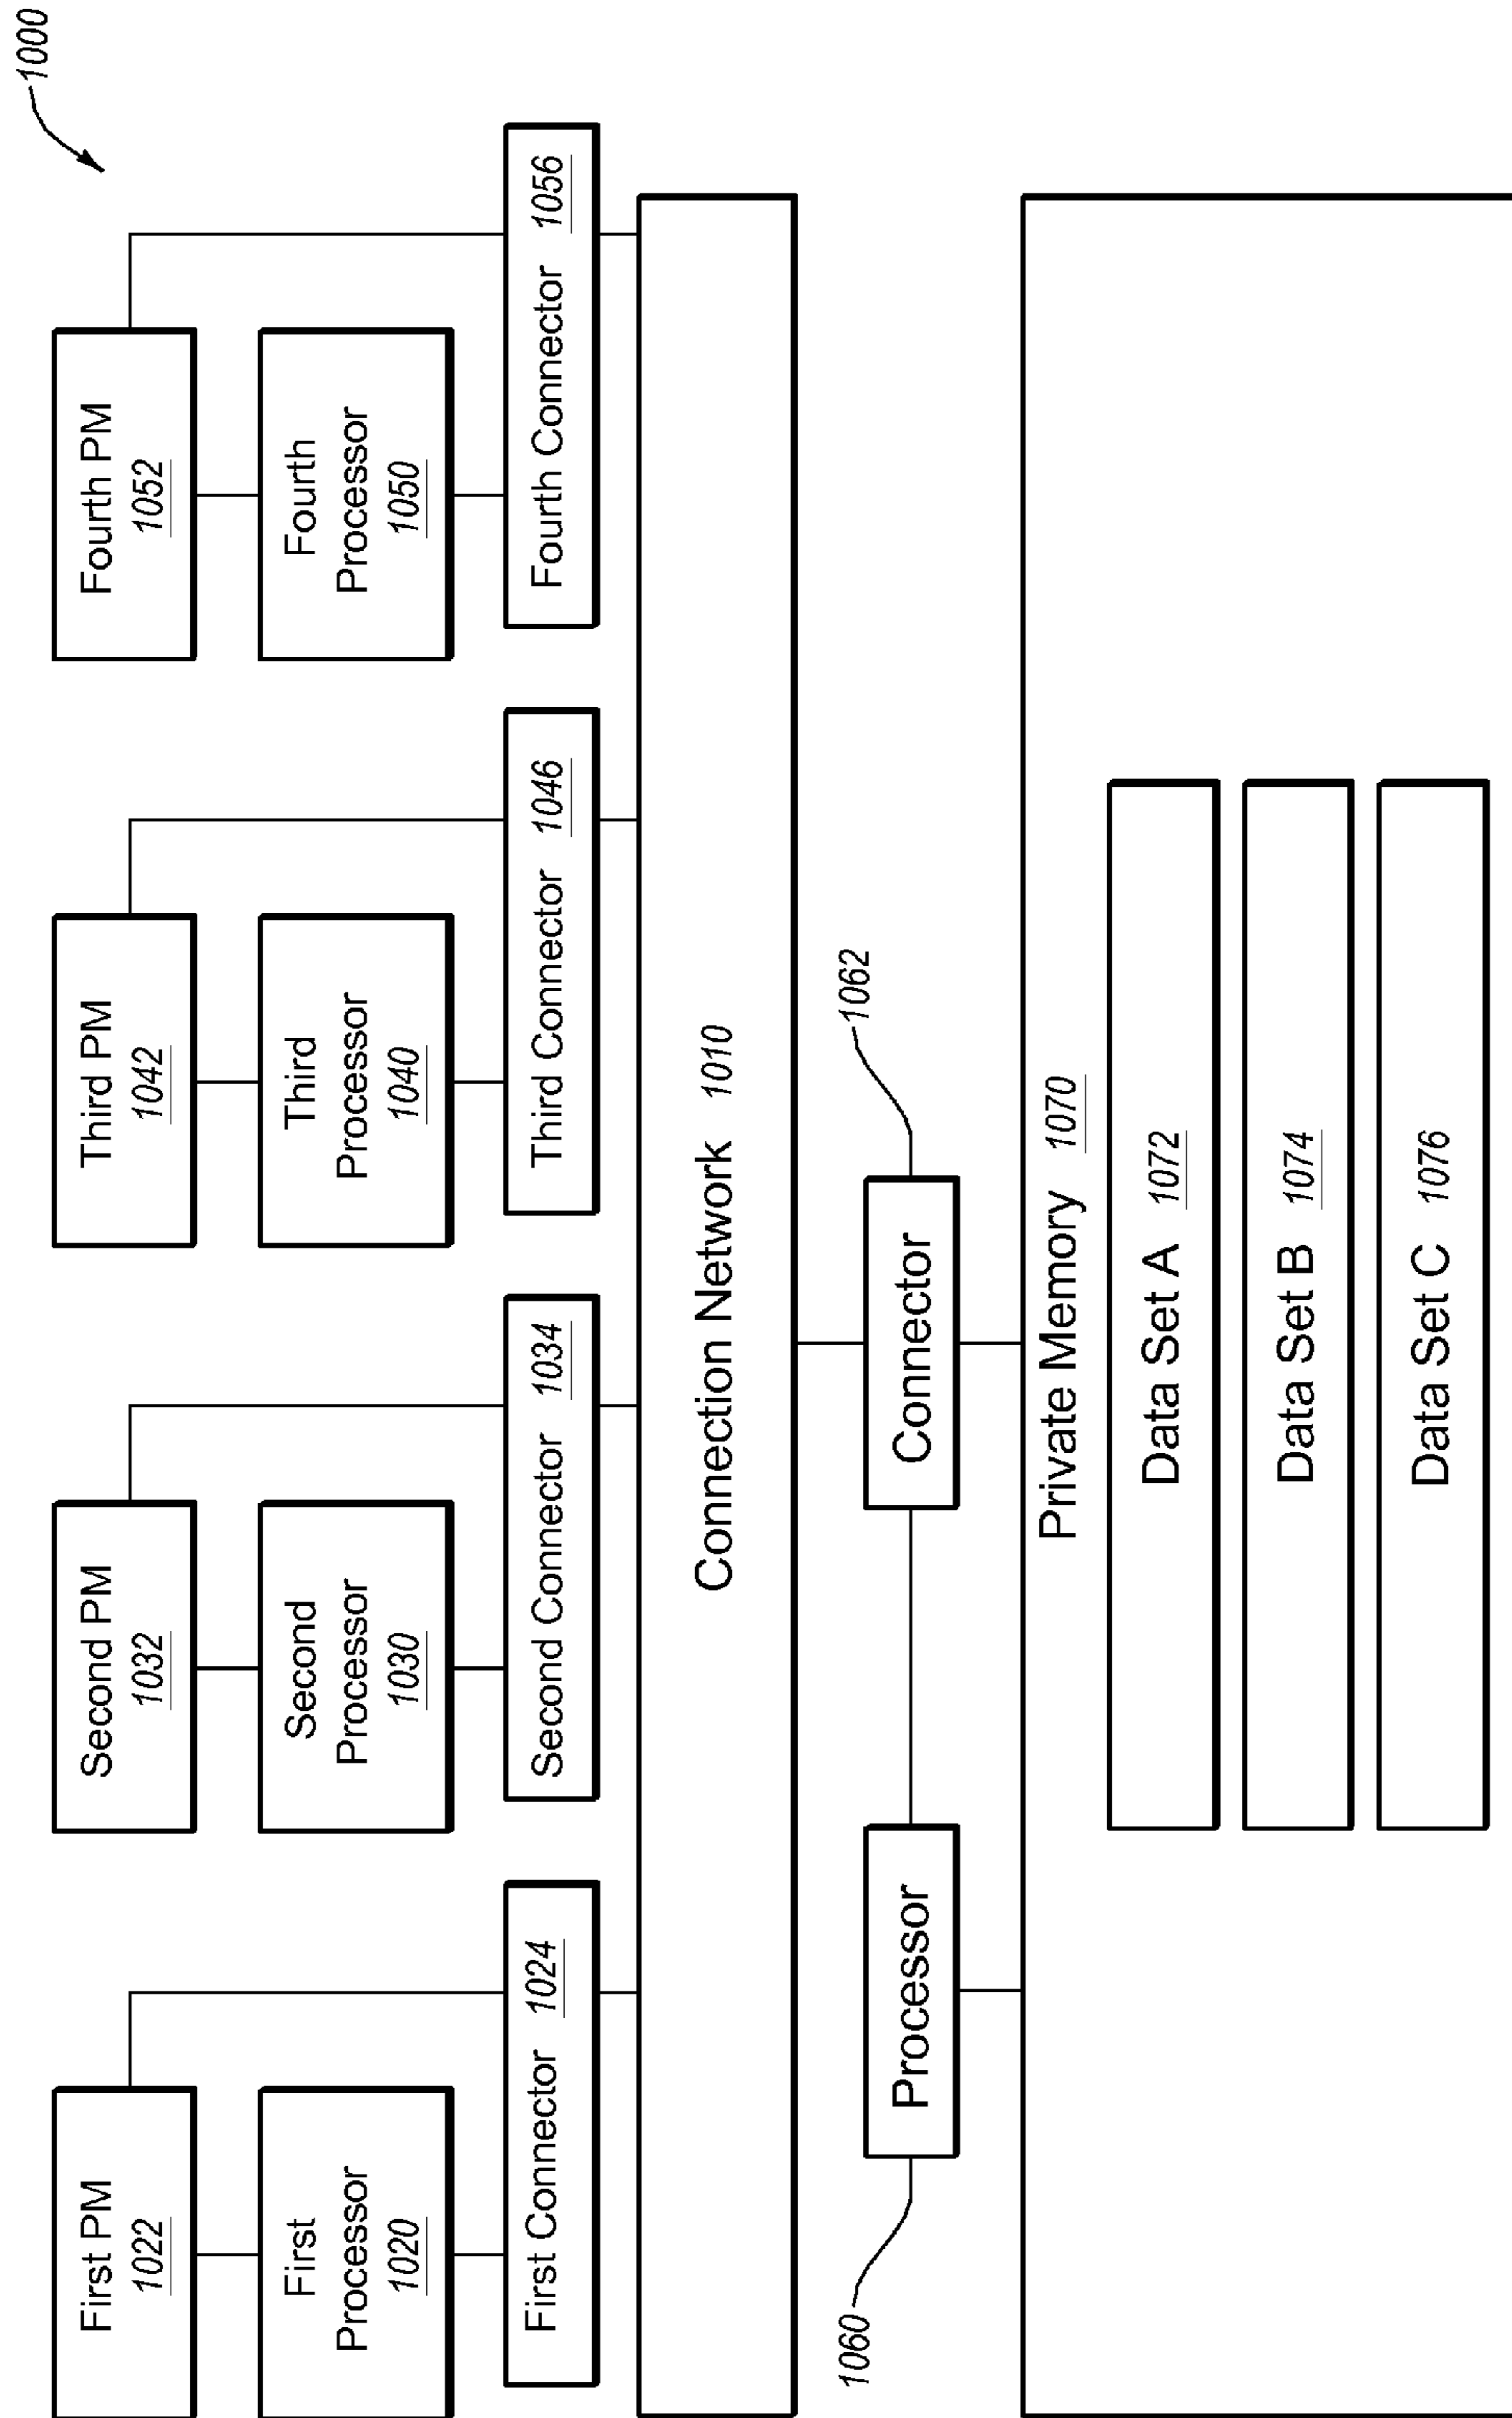 1000
First PM
1022
Second PM
1032
Third PM
1042
Fourth PM
1052
First
Processor
1020
Second
Processor
1030
Third
Processor
1040
Fourth
Processor
1050
First Connector 1024
Second Connector 1034
Third Connector 1046
Fourth Connector 1056
Connection Network 1010
1060
Processor
Connector
1062
Private Memory 1070
Data Set A 1072
Data Set B 1074
Data Set C 1076